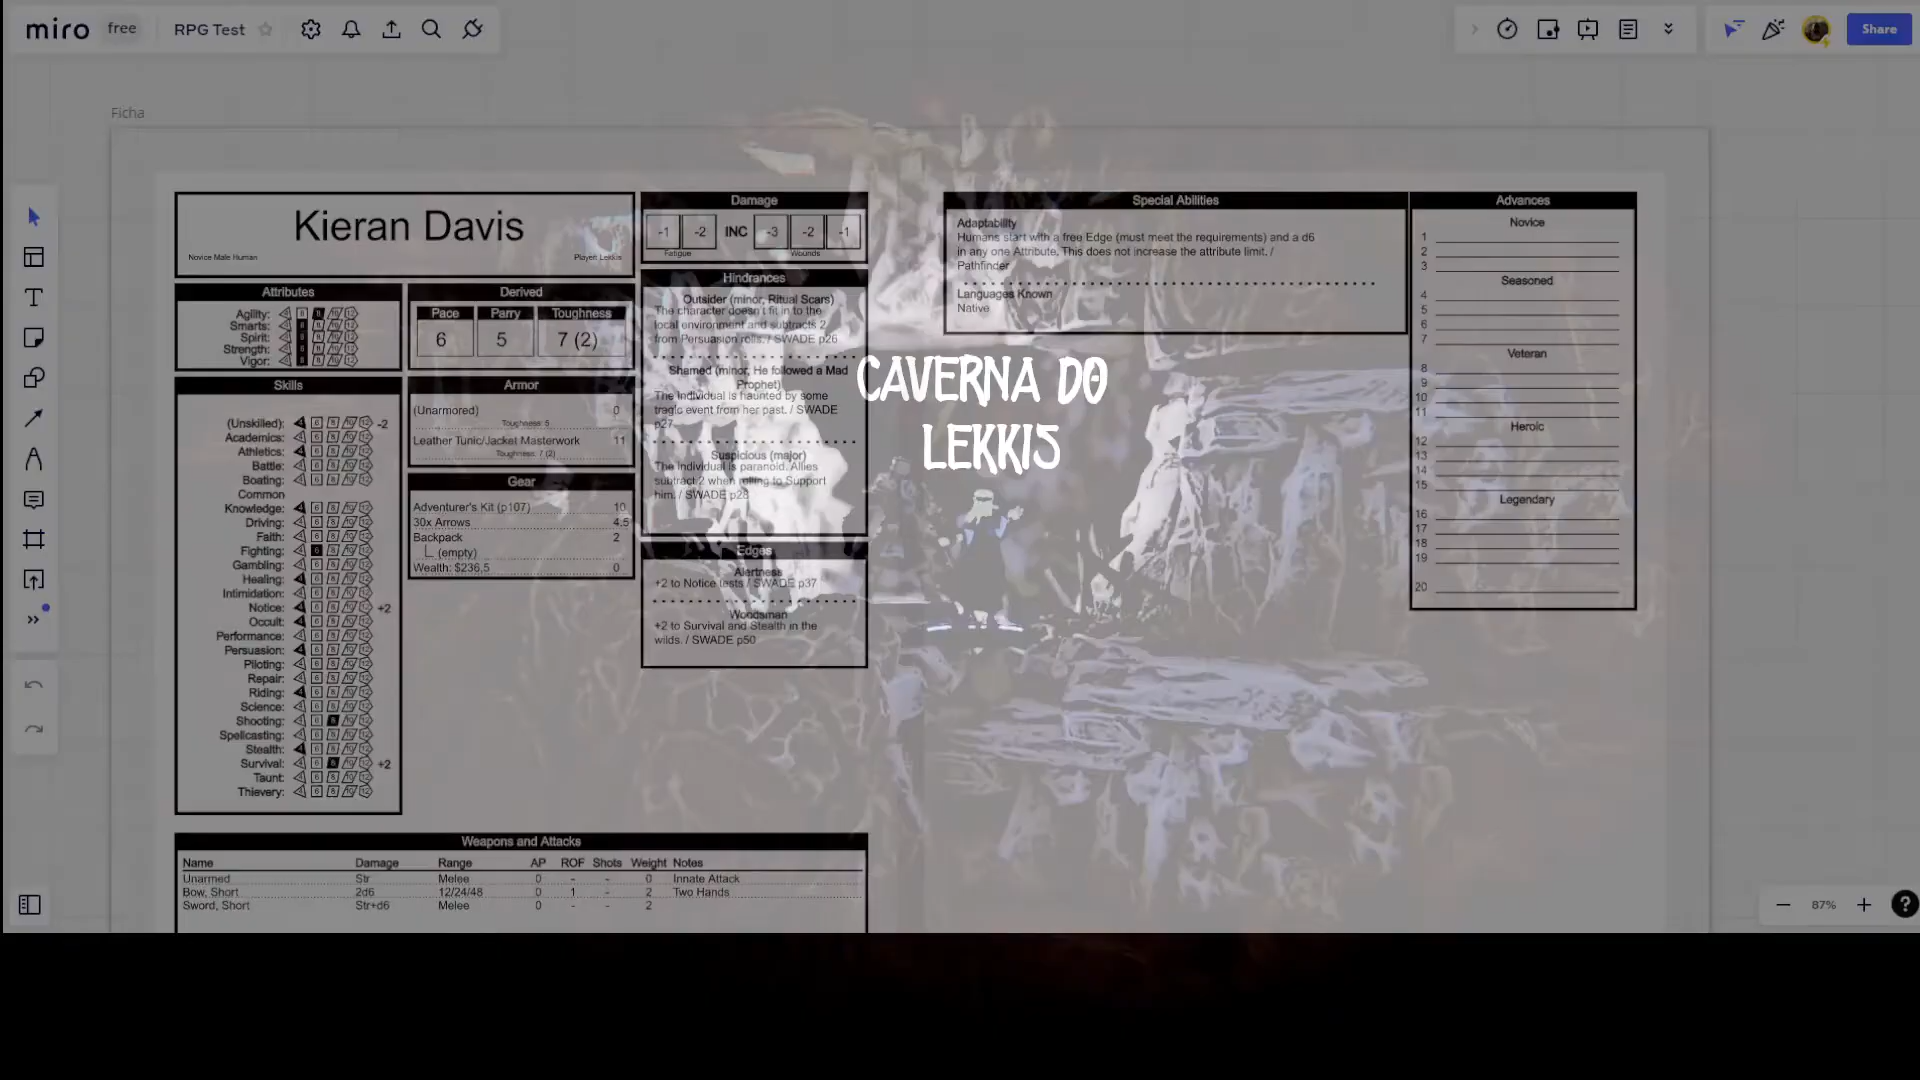 miro free RPG Test
Share
Ficha
Kieran Davis
Novice Male Human
Player: Lekkis
Attributes
Agility:
Smarts:
Spirit:
Strength:
Vigor:
Skills
(Unskilled): -2
Academics:
Athletics:
Battle:
Boating:
Common
Knowledge:
Driving:
Faith:
Fighting:
Gambling:
Healing:
Intimidation:
Notice: +2
Occult:
Performance:
Persuasion:
Piloting:
Repair:
Riding:
Science:
Shooting:
Spellcasting:
Stealth:
Survival: +2
Taunt:
Thievery:
Derived
Pace Parry Toughness
6 5 7 (2)
Armor
(Unarmored) 0
Toughness: 5
Leather Tunic/Jacket Masterwork 11
Toughness: 7 (2)
Gear
Adventurer's Kit (p107) 10
30x Arrows 4.5
Backpack 2
(empty)
Wealth: $236,5 0
Damage
-1 -2 INC -3 -2 -1
Fatigue Wounds
Hindrances
Outsider (minor, Ritual Scars)
The character doesn't fit in to the
local environment and subtracts 2
from Persuasion rolls. / SWADE p26
Shamed (minor, He followed a Mad
Prophet)
The Individual is haunted by some
tragic event from her past. / SWADE
p27
Suspicious (major)
The Individual is paranoid. Allies
subtract 2 when rolling to Support
him. / SWADE p28
Edges
Alertness
+2 to Notice tests / SWADE p37
Woodsman
+2 to Survival and Stealth in the
wilds. / SWADE p50
Special Abilities
Adaptability
Humans start with a free Edge (must meet the requirements) and a d6
in any one Attribute. This does not increase the attribute limit. /
Pathfinder
Languages Known
Native
CAVERNA DO
LEKKIS
Advances
Novice
1
2
3
Seasoned
4
5
6
7
Veteran
8
9
10
11
Heroic
12
13
14
15
Legendary
16
17
18
19
20
Weapons and Attacks
Name Damage Range AP ROF Shots Weight Notes
Unarmed Str Melee 0 - - 0 Innate Attack
Bow, Short 2d6 12/24/48 0 1 - 2 Two Hands
Sword, Short Str+d6 Melee 0 - - 2
87%